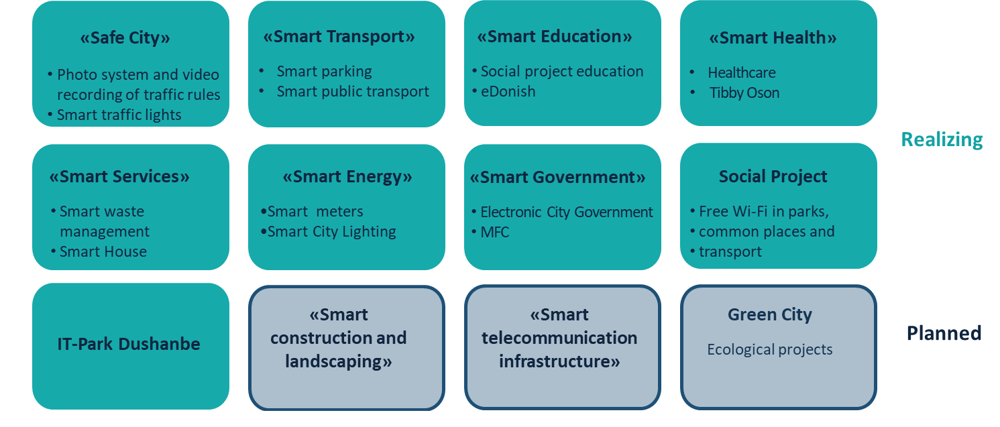 «Safe City»
• Photo system and video
recording of traffic rules
• Smart traffic lights
«Smart Transport»
• Smart parking
• Smart public transport
«Smart Education»
• Social project education
• eDonish
«Smart Health»
• Healthcare
• Tibby Oson
Realizing
«Smart Services»
• Smart waste
management
• Smart House
«Smart Energy»
•Smart meters
•Smart City Lighting
«Smart Government»
• Electronic City Government
• MFC
Social Project
• Free Wi-Fi in parks,
• common places and
• transport
IT-Park Dushanbe
«Smart
construction and
landscaping»
«Smart
telecommunication
infrastructure»
Green City
Ecological projects
Planned